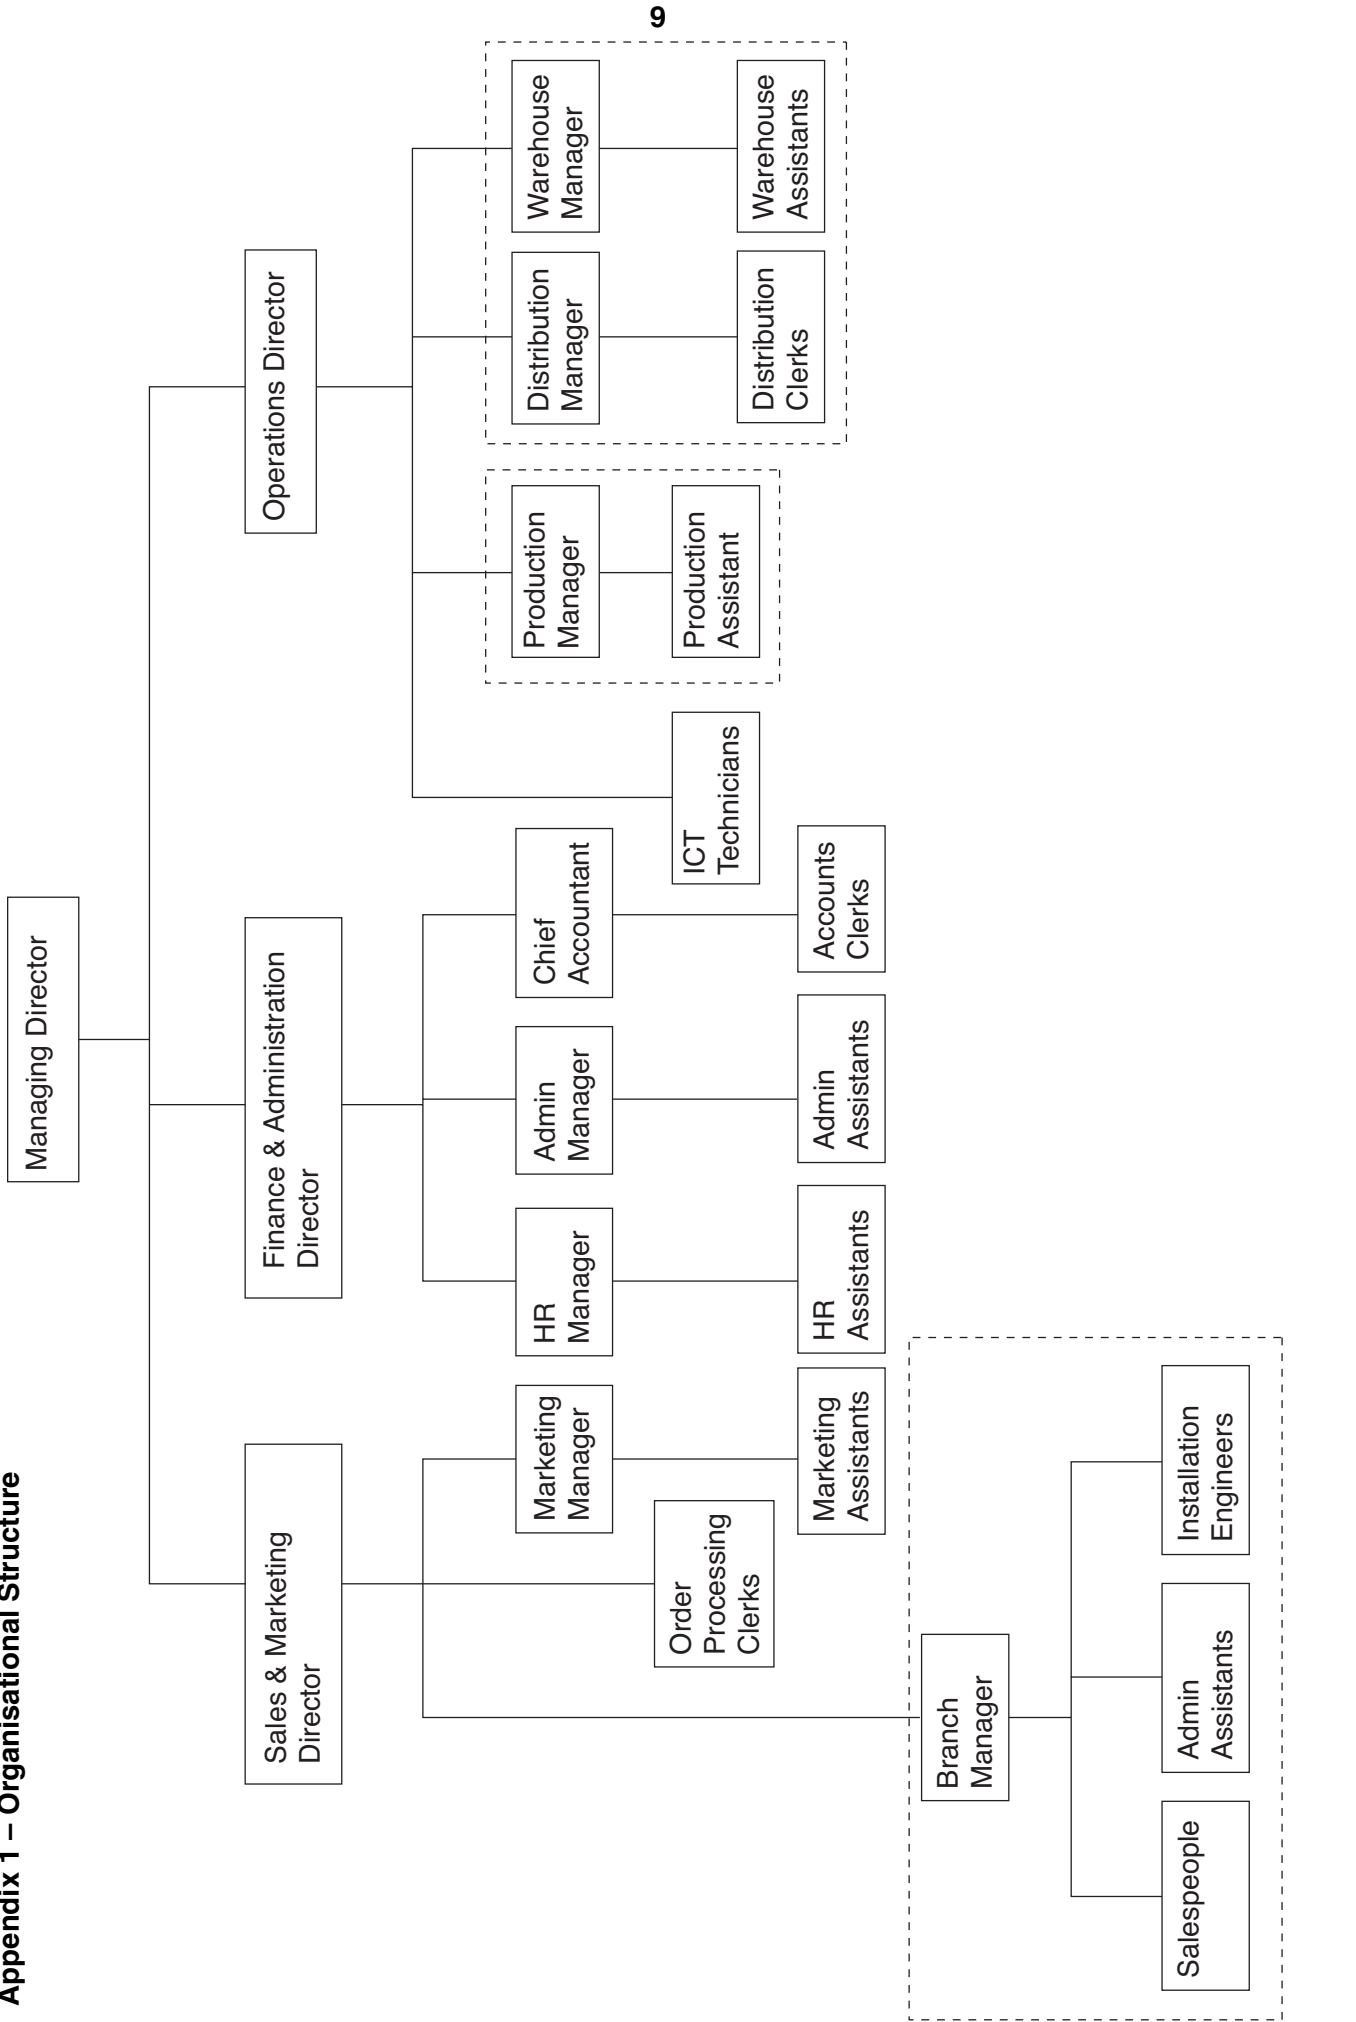 9
Appendix 1 – Organisational Structure
Managing Director
Sales & Marketing
Director
Finance & Administration
Director
Operations Director
Marketing
Manager
HR
Manager
Admin
Manager
Chief
Accountant
Production
Manager
Distribution
Manager
Warehouse
Manager
Order
Processing
Clerks
ICT
Technicians
Production
Assistant
Distribution
Clerks
Warehouse
Assistants
Marketing
Assistants
HR
Assistants
Admin
Assistants
Accounts
Clerks
Branch
Manager
Salespeople
Admin
Assistants
Installation
Engineers